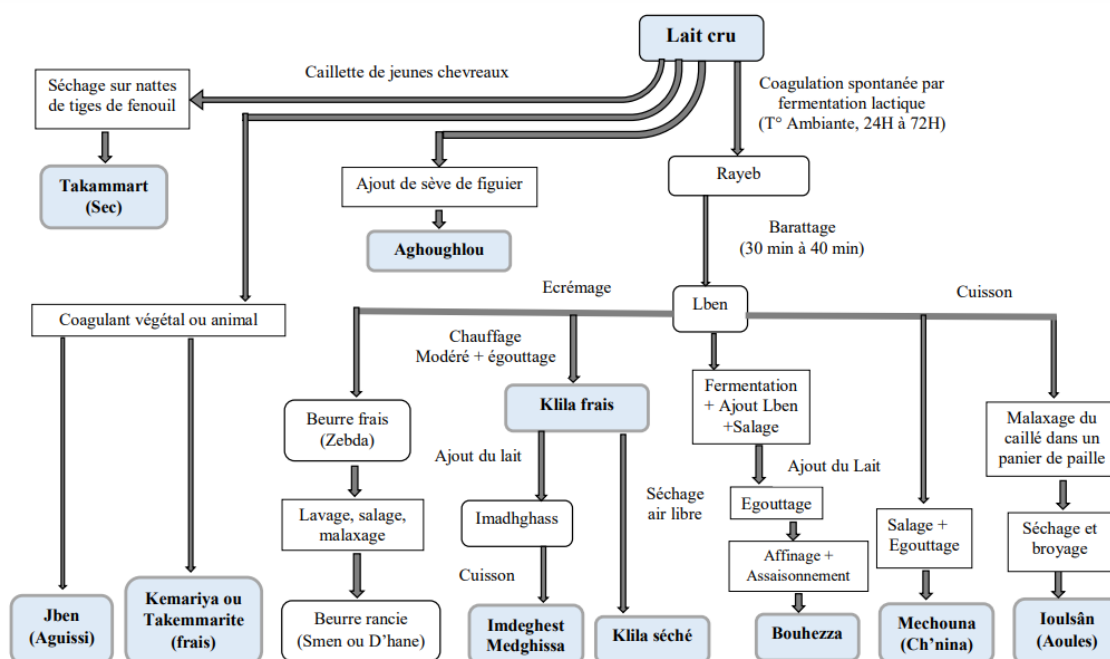 Lait cru
Caillette de jeunes chevreaux
Séchage sur nattes
de tiges de fenouil
Coagulation spontanée par
fermentation lactique
(T° Ambiante, 24H à 72H)
Takammart
(Sec)
Ajout de sève de figuier
Rayeb
Aghoughlou
Barattage
(30 min à 40 min)
Ecrémage
Lben
Cuisson
Coagulant végétal ou animal
Chauffage
Modéré + égouttage
Klila frais
Fermentation
+ Ajout Lben
+Salage
Beurre frais
(Zebda)
Malaxage du
caillé dans un
panier de paille
Ajout du lait
Ajout du Lait
Séchage
air libre
Lavage, salage,
malaxage
Imadhghass
Egouttage
Salage +
Egouttage
Séchage et
broyage
Cuisson
Affinage +
Assaisonnement
Jben
(Aguissi)
Kemariya ou
Takemmarite
(frais)
Beurre rancie
(Smen ou D’hane)
Imdeghest
Medghissa
Klila séché
Bouhezza
Mechouna
(Ch’nina)
Ioulsân
(Aoules)